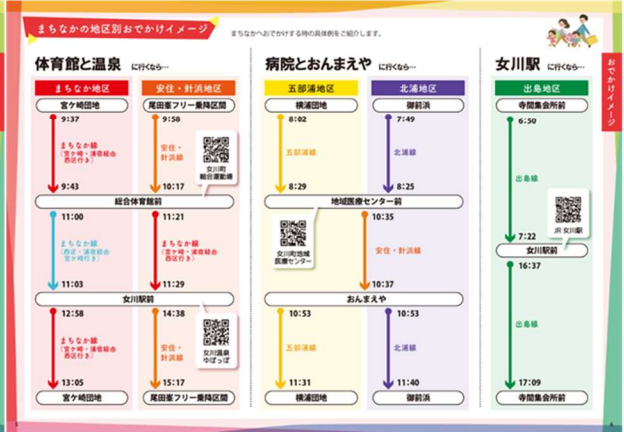 まちなかの地区別おでかけイメージ
まちなかへおでかけする時の具体例をご紹介します。
体育館と温泉 に行くなら…
まちなか地区
安住・針浜地区
宮ケ崎団地
尾田峯フリー乗降区間
9:37
9:58
まちなか線
(宮ケ崎・浦宿経由
西区行き)
安住・
針浜線
女川町
総合運動場
9:43
10:17
総合体育館前
11:00
11:21
まちなか線
(西区・浦宿経由
宮ケ崎行き)
まちなか線
(宮ケ崎・浦宿経由
西区行き)
11:03
11:29
女川駅前
12:58
14:38
まちなか線
(宮ケ崎・浦宿経由
西区行き)
安住・
針浜線
女川温泉
ゆぽっぽ
13:05
15:17
宮ケ崎団地
尾田峯フリー乗降区間
病院とおんまえや に行くなら…
五部浦地区
北浦地区
横浦団地
御前浜
8:02
7:49
五部浦線
北浦線
8:29
8:25
地域医療センター前
女川町地域
医療センター
10:35
安住・針浜線
10:37
おんまえや
10:53
10:53
五部浦線
北浦線
11:31
11:40
横浦団地
御前浜
女川駅 に行くなら…
出島地区
寺間集会所前
6:50
出島線
JR 女川駅
7:22
女川駅前
16:37
出島線
17:09
寺間集会所前
おでかけイメージ
5
6